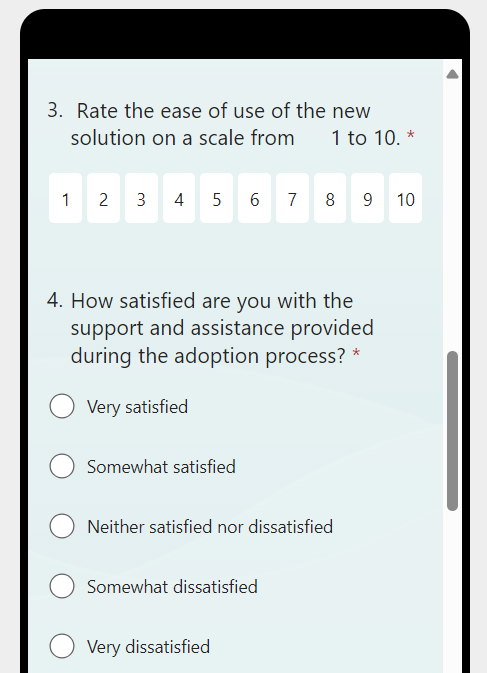 3. Rate the ease of use of the new
solution on a scale from 1 to 10. *
1 2 3 4 5 6 7 8 9 10
4. How satisfied are you with the
support and assistance provided
during the adoption process? *
Very satisfied
Somewhat satisfied
Neither satisfied nor dissatisfied
Somewhat dissatisfied
Very dissatisfied